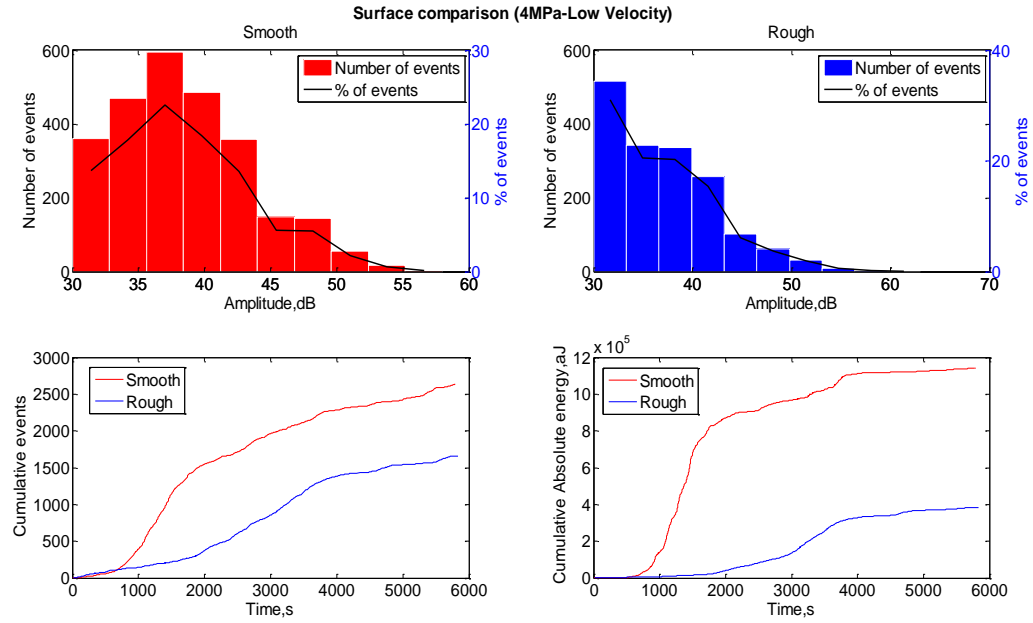 Surface comparison (4MPa-Low Velocity)
Smooth
Number of events
% of events
600
400
200
0
30
20
10
0
30 35 40 45 50 55 60
Number of events
% of events
Amplitude,dB
Rough
Number of events
% of events
600
400
200
0
40
20
0
30 40 50 60 70
Number of events
% of events
Amplitude,dB
Smooth
Rough
3000
2500
2000
1500
1000
500
0
0 1000 2000 3000 4000 5000 6000
Cumulative events
Time,s
x 10^5
Smooth
Rough
12
10
8
6
4
2
0
0 1000 2000 3000 4000 5000 6000
Cumulative Absolute energy,aJ
Time,s